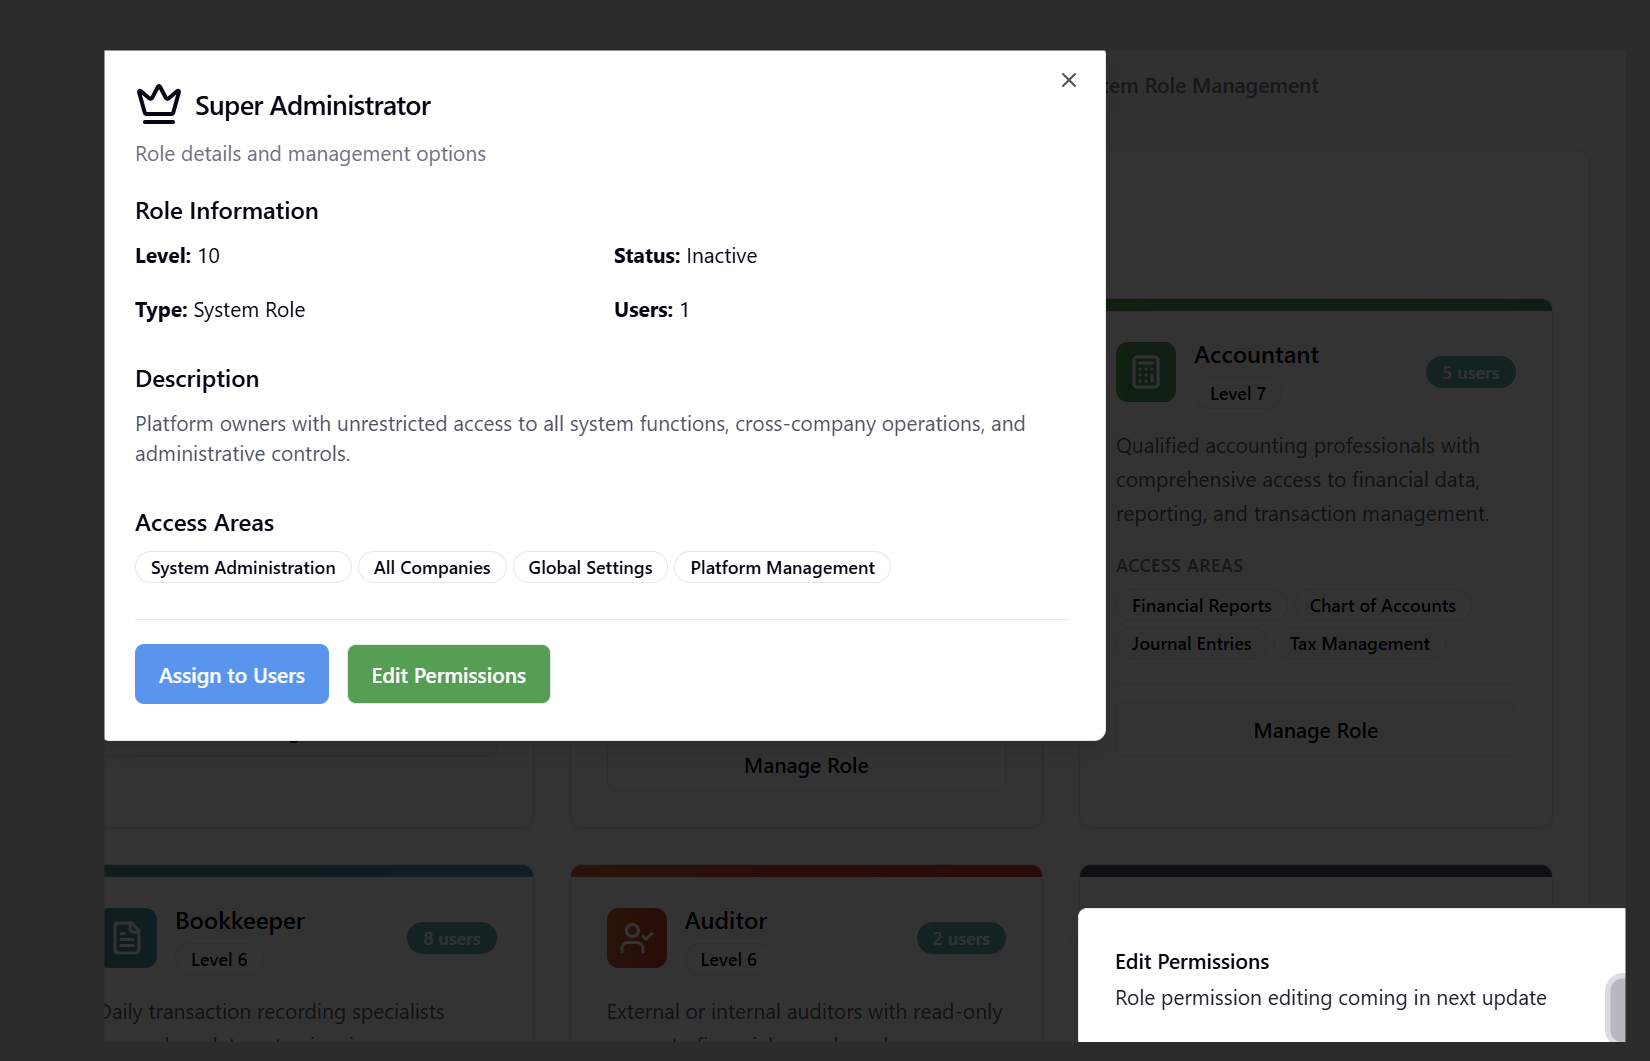 Super Administrator
Role details and management options
Role Information
Level: 10
Status: Inactive
Type: System Role
Users: 1
Description
Platform owners with unrestricted access to all system functions, cross-company operations, and
administrative controls.
Access Areas
System Administration
All Companies
Global Settings
Platform Management
Assign to Users
Edit Permissions
Role Management
Accountant
5 users
Level 7
Qualified accounting professionals with
comprehensive access to financial data,
reporting, and transaction management.
ACCESS AREAS
Financial Reports
Chart of Accounts
Journal Entries
Tax Management
Manage Role
Manage Role
Bookkeeper
8 users
Level 6
Daily transaction recording specialists
Auditor
2 users
Level 6
External or internal auditors with read-only
Edit Permissions
Role permission editing coming in next update